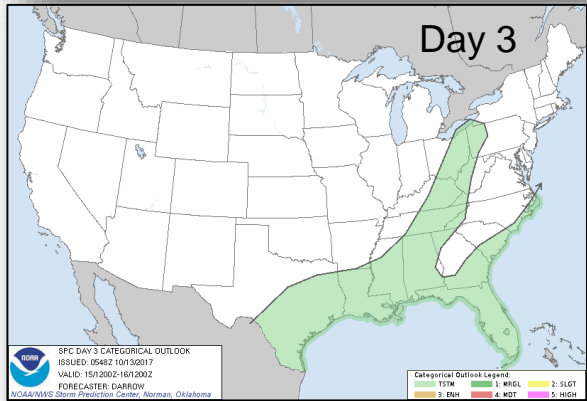 Day 3
NOAA
SPC DAY 3 CATEGORICAL OUTLOOK
ISSUED: 0548Z 10/13/2017
VALID: 15/1200Z-16/1200Z
FORECASTER: DARROW
NOAA/NWS Storm Prediction Center, Norman, Oklahoma
Categorical Outlook Legend:
TSTM 1: MRGL 2: SLGT
3: ENH 4: MDT 5: HIGH